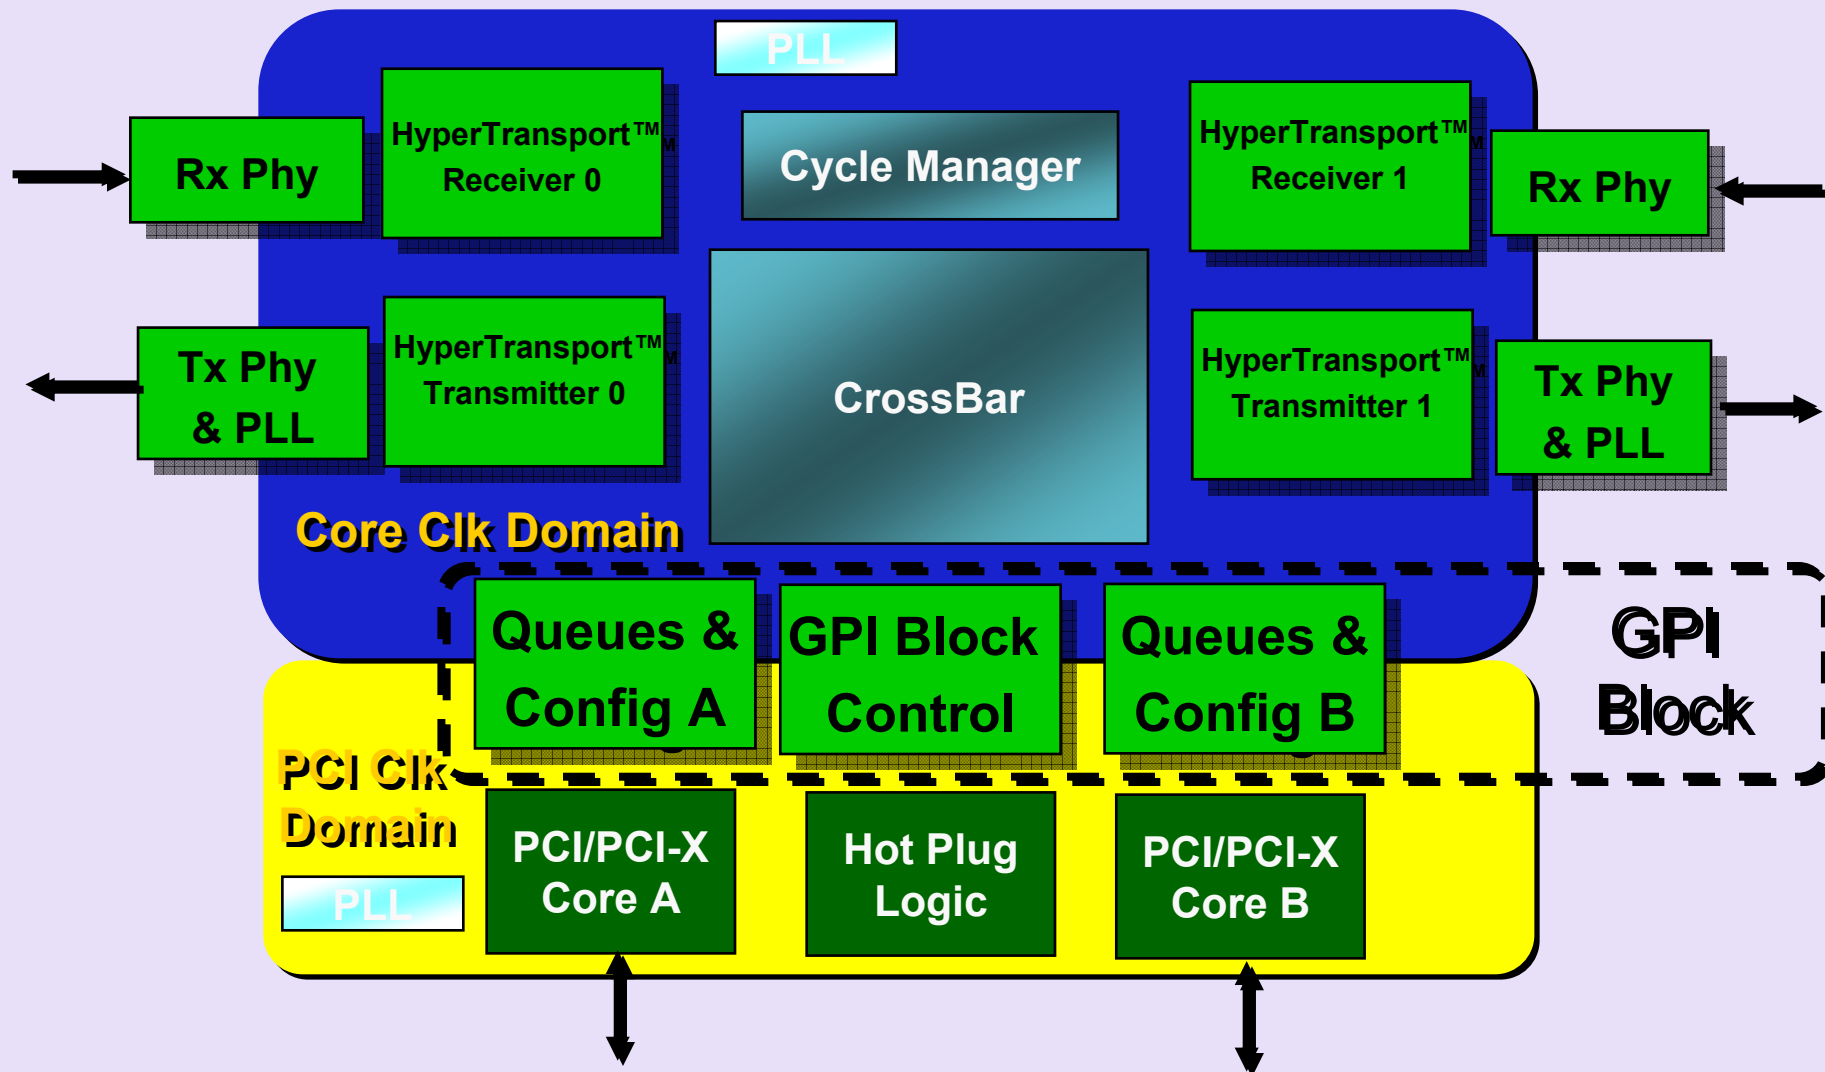 PLL
HyperTransport™
Receiver 0
Rx Phy
Cycle Manager
HyperTransport™
Receiver 1
Rx Phy
HyperTransport™
Transmitter 0
Tx Phy
& PLL
CrossBar
HyperTransport™
Transmitter 1
Tx Phy
& PLL
Core Clk Domain
Queues &
Config A
GPI Block
Control
Queues &
Config B
GPI
Block
PCI Clk
Domain
PLL
PCI/PCI-X
Core A
Hot Plug
Logic
PCI/PCI-X
Core B